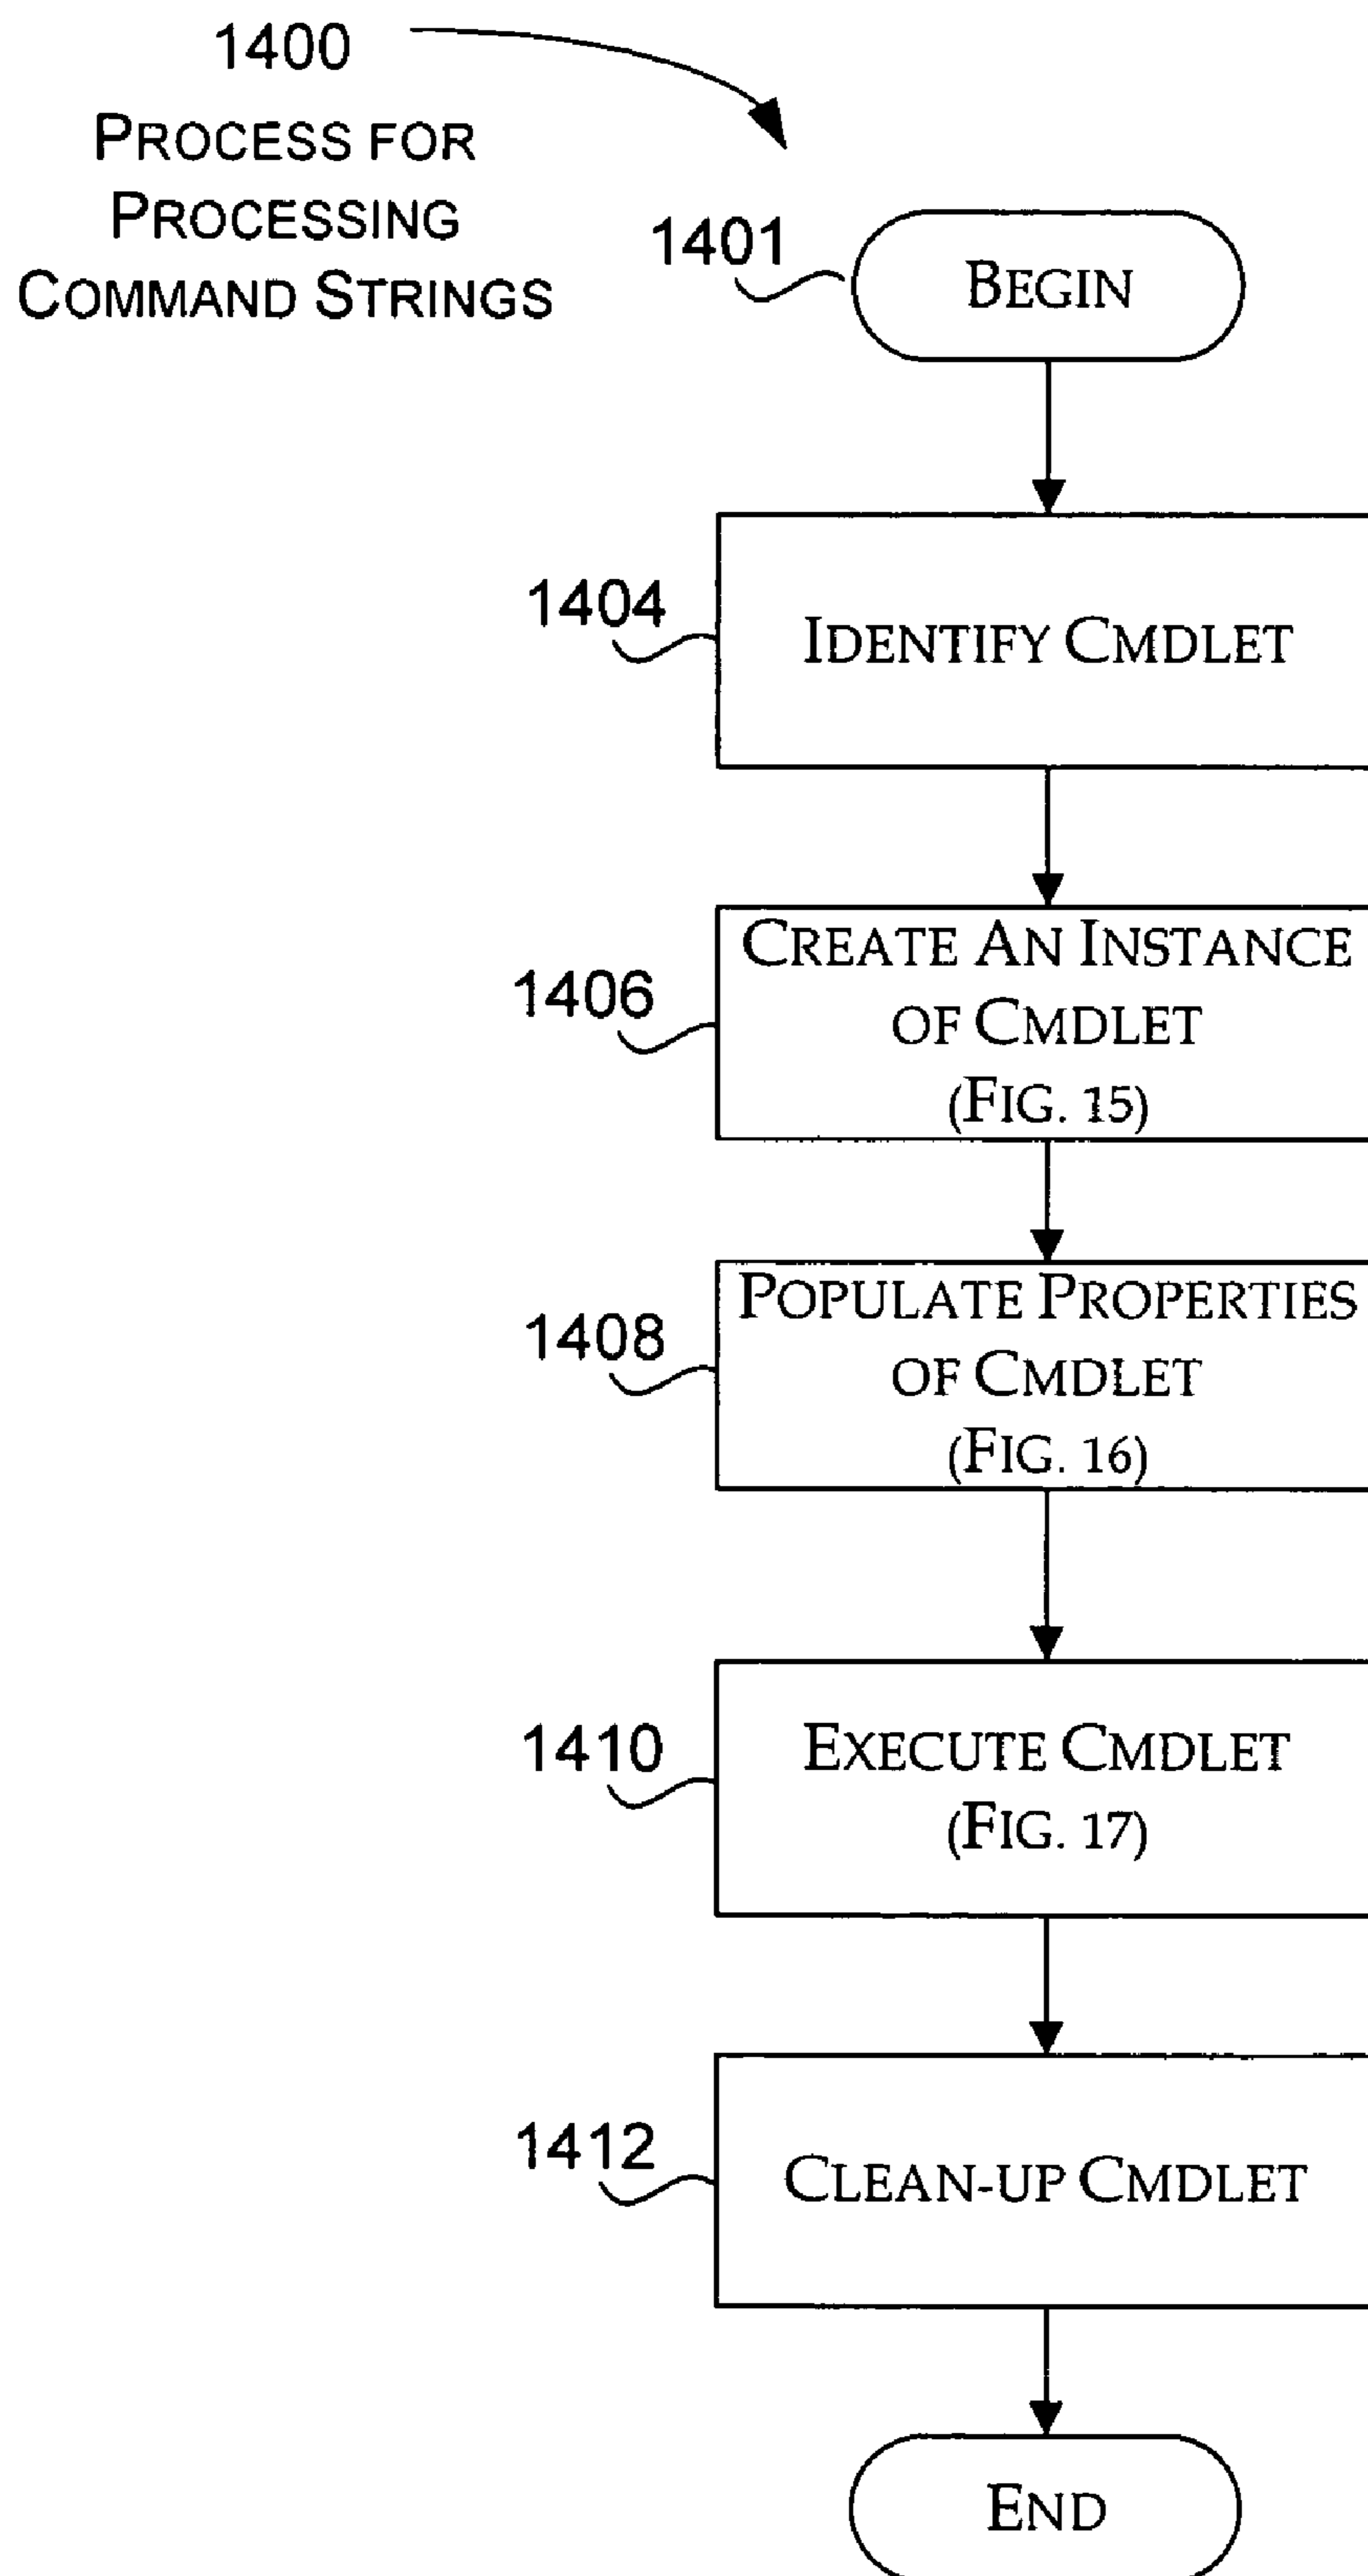 1400
PROCESS FOR
PROCESSING
COMMAND STRINGS
1401
BEGIN
1404
IDENTIFY CMDLET
1406
CREATE AN INSTANCE
OF CMDLET
(FIG. 15)
1408
POPULATE PROPERTIES
OF CMDLET
(FIG. 16)
1410
EXECUTE CMDLET
(FIG. 17)
1412
CLEAN-UP CMDLET
END